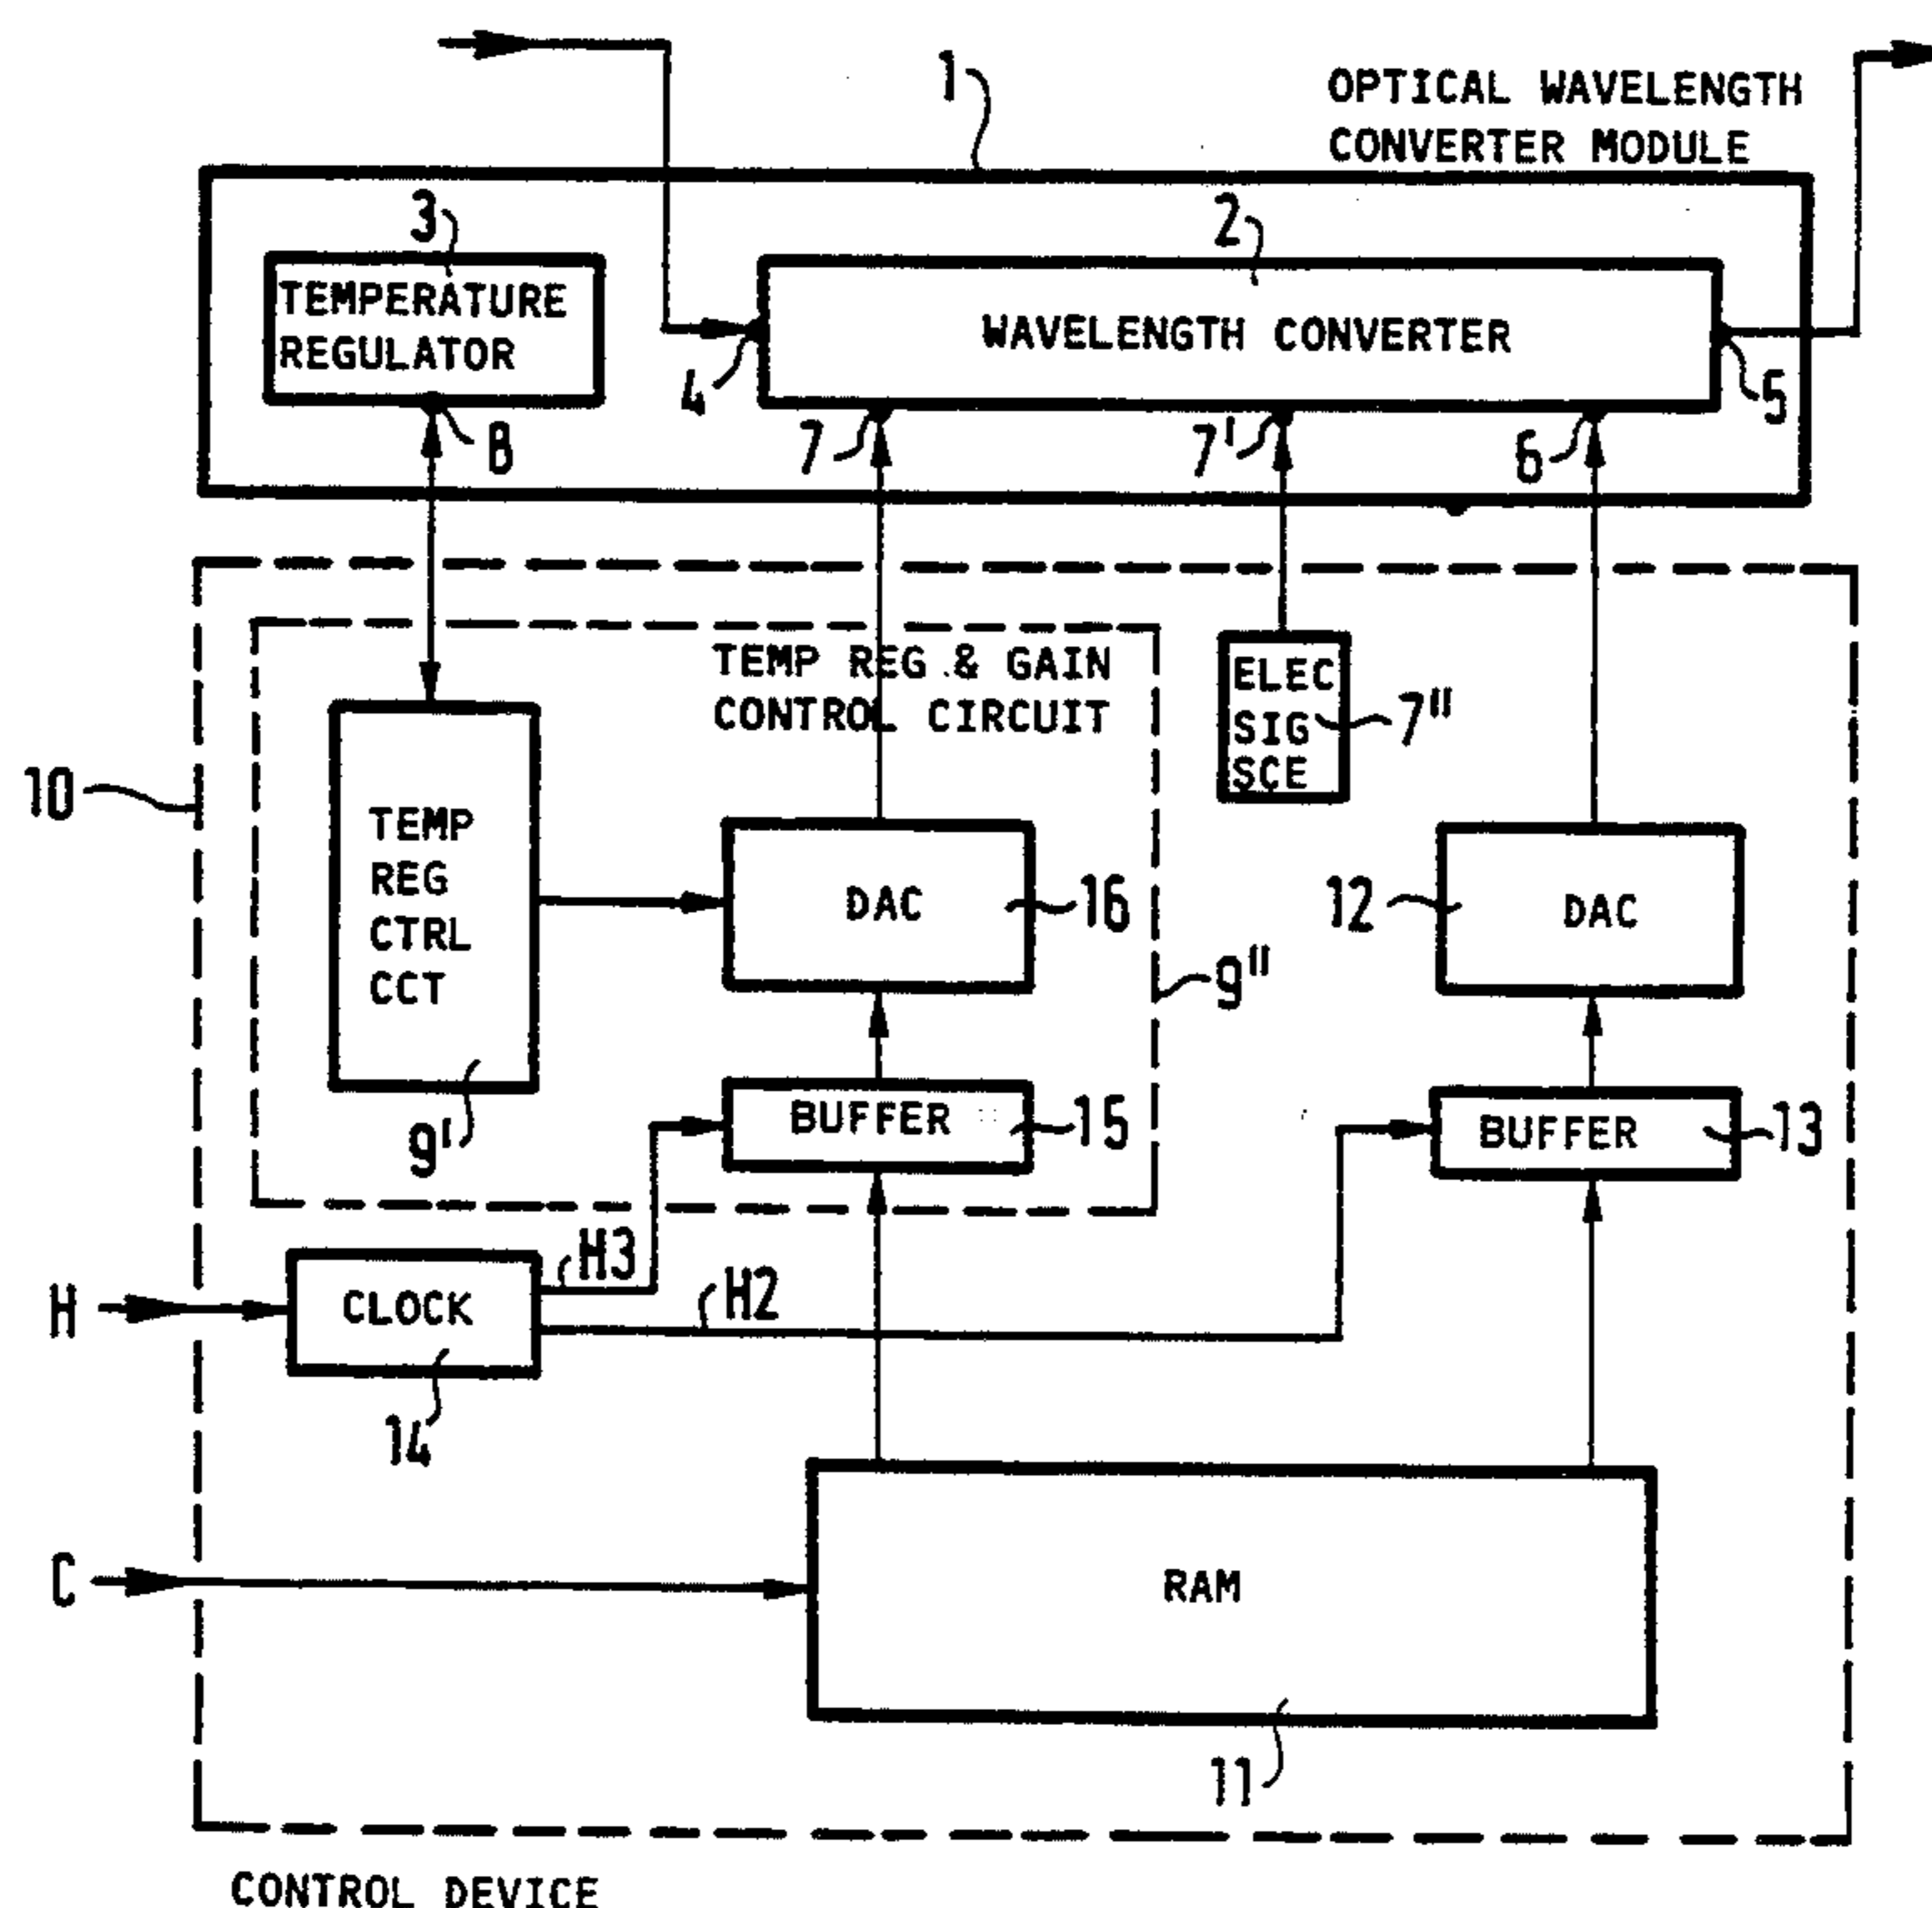 1
OPTICAL WAVELENGTH
CONVERTER MODULE
3
2
TEMPERATURE
REGULATOR
WAVELENGTH CONVERTER
4
5
8
7
7'
6
TEMP REG & GAIN
CONTROL CIRCUIT
ELEC
SIG
SCE
7"
10
TEMP
REG
CTRL
CCT
DAC
16
12
DAC
9"
9'
BUFFER
15
BUFFER
13
H3
H2
H
CLOCK
14
C
RAM
11
CONTROL DEVICE